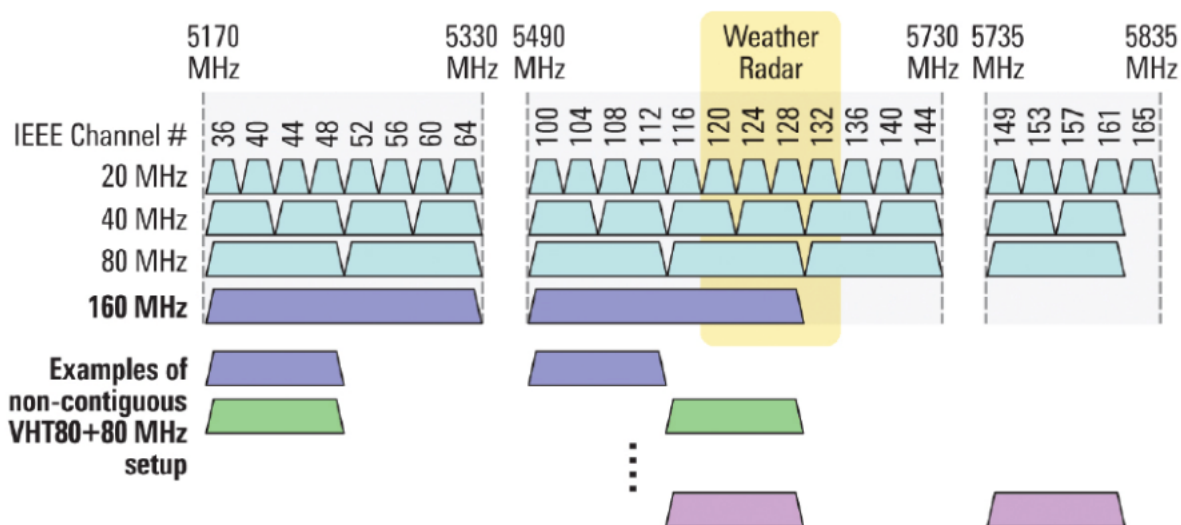 5170 MHz
5330 MHz
5490 MHz
Weather Radar
5730 MHz
5735 MHz
5835 MHz
IEEE Channel # 36 40 44 48 52 56 60 64 100 104 108 112 116 120 124 128 132 136 140 144 149 153 157 161 165
20 MHz
40 MHz
80 MHz
160 MHz
Examples of
non-contiguous
VHT80+80 MHz
setup